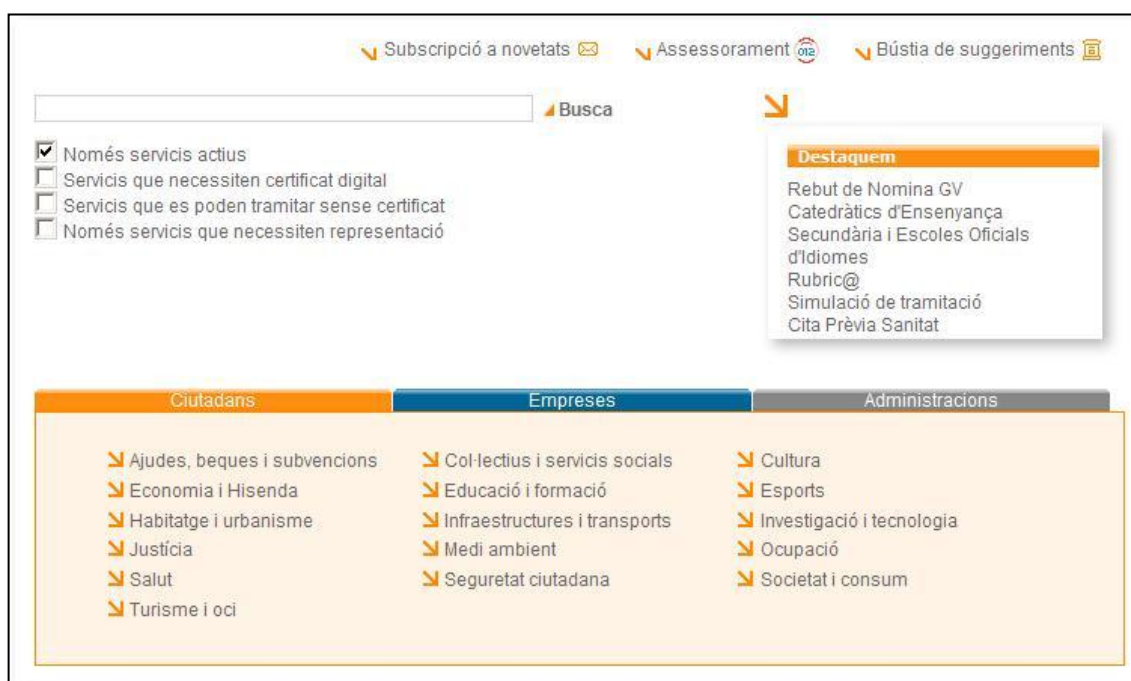 Subscripció a novetats Assessorament 012 Bústia de suggeriments
Busca
Només servicis actius
Servicis que necessiten certificat digital
Servicis que es poden tramitar sense certificat
Només servicis que necessiten representació
Destaquem
Rebut de Nomina GV
Catedràtics d'Ensenyança
Secundària i Escoles Oficials
d'Idiomes
Rubric@
Simulació de tramitació
Cita Prèvia Sanitat
Ciutadans Empreses Administracions
Ajudes, beques i subvencions Col·lectius i servicis socials Cultura
Economia i Hisenda Educació i formació Esports
Habitatge i urbanisme Infraestructures i transports Investigació i tecnologia
Justícia Medi ambient Ocupació
Salut Seguretat ciutadana Societat i consum
Turisme i oci